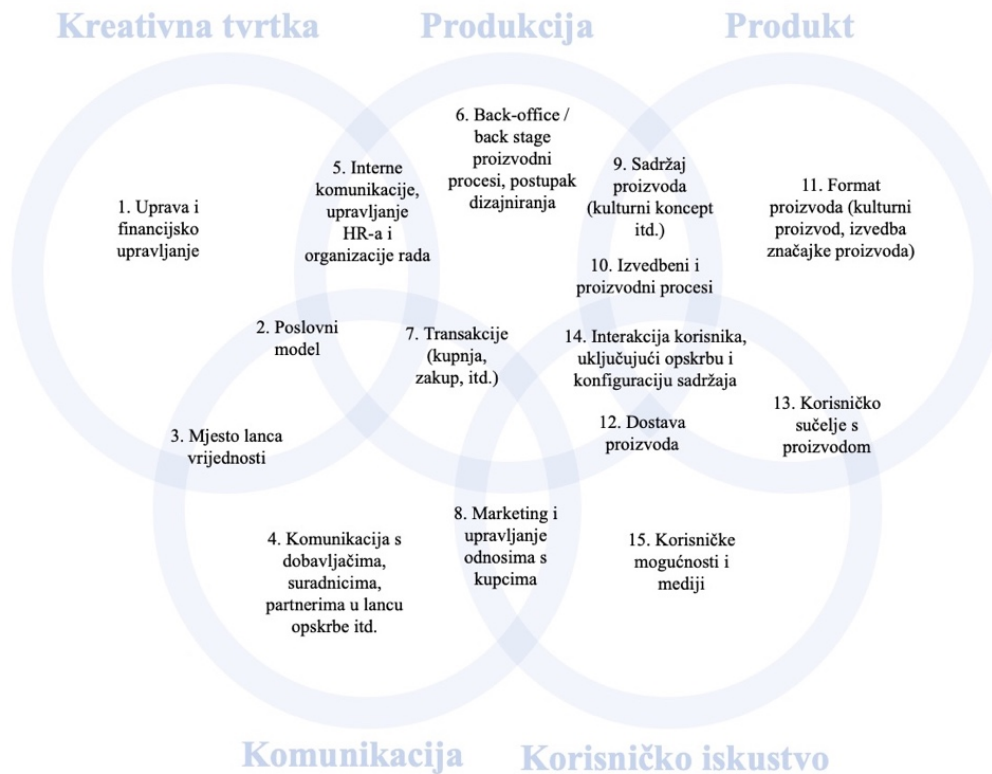 Kreativna tvrtka
Produkcija
Produkt
1. Uprava i
financijsko
upravljanje
2. Poslovni
model
3. Mjesto lanca
vrijednosti
4. Komunikacija s
dobavljačima,
suradnicima,
partnerima u lancu
opskrbe itd.
5. Interne
komunikacije,
upravljanje
HR-a i
organizacije rada
6. Back-office /
back stage
proizvodni
procesi, postupak
dizajniranja
7. Transakcije
(kupnja,
zakup, itd.)
8. Marketing i
upravljanje
odnosima s
kupcima
9. Sadržaj
proizvoda
(kulturni koncept
itd.)
10. Izvedbeni i
proizvodni procesi
11. Format
proizvoda (kulturni
proizvod, izvedba
značajke proizvoda)
12. Dostava
proizvoda
13. Korisničko
sučelje s
proizvodom
14. Interakcija korisnika,
uključujući opskrbu i
konfiguraciju sadržaja
15. Korisničke
mogućnosti i
mediji
Komunikacija
Korisničko iskustvo